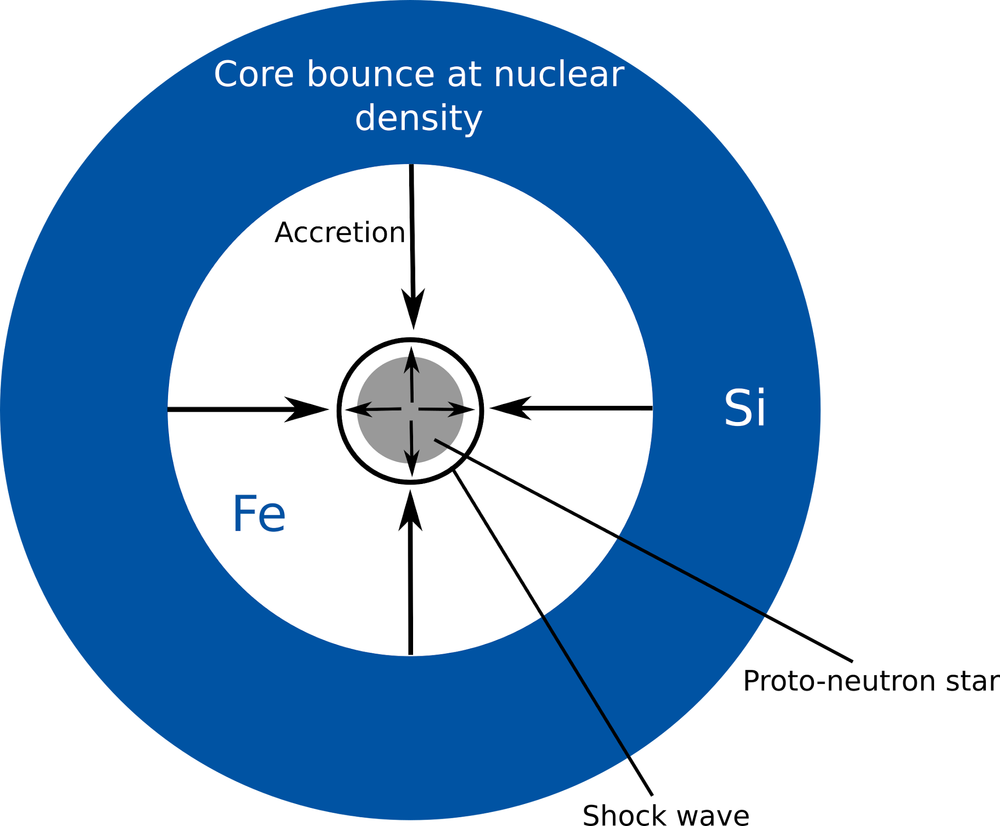 Core bounce at nuclear
density
Accretion
Si
Fe
Proto-neutron star
Shock wave